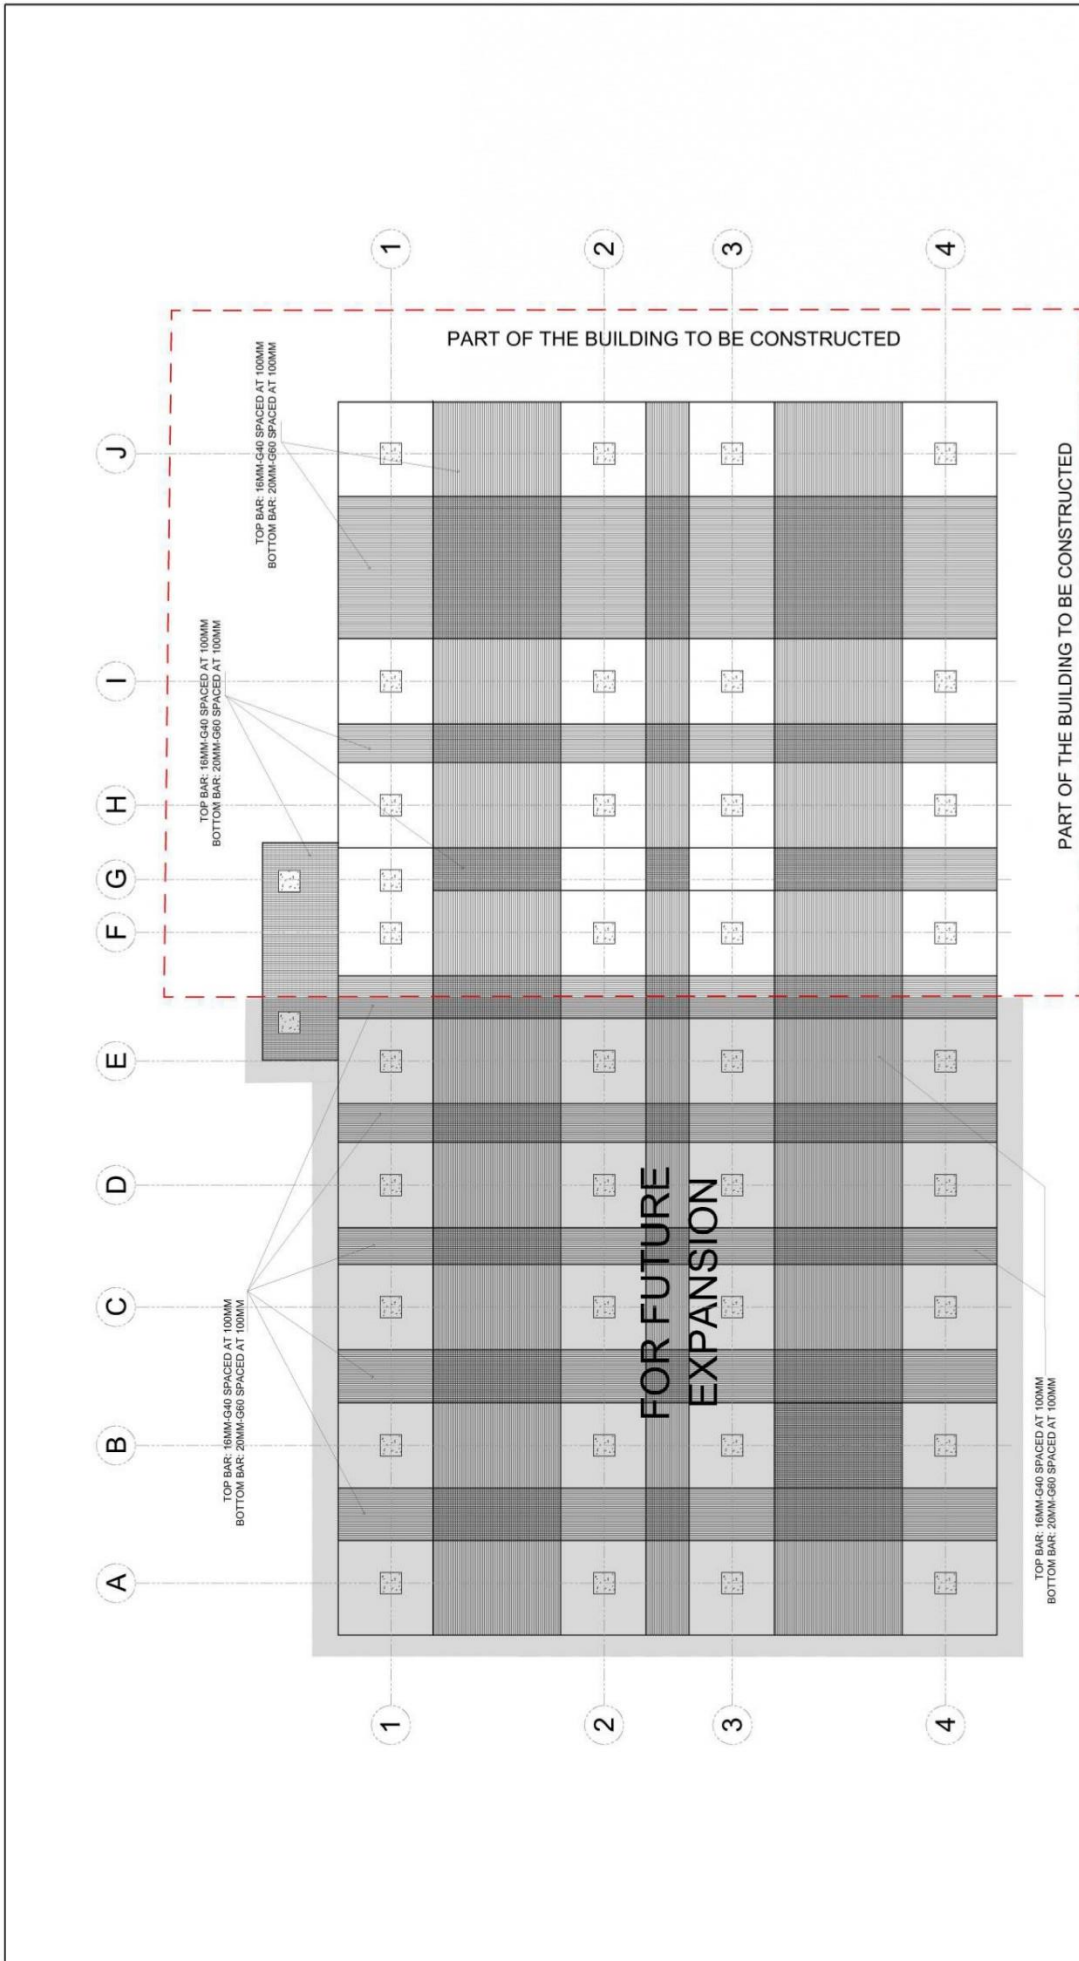 1
2
3
4
PART OF THE BUILDING TO BE CONSTRUCTED
TOP BAR: 16MM-G40 SPACED AT 100MM
BOTTOM BAR: 20MM-G60 SPACED AT 100MM
J
TOP BAR: 16MM-G40 SPACED AT 100MM
BOTTOM BAR: 20MM-G60 SPACED AT 100MM
I
H
G
F
PART OF THE BUILDING TO BE CONSTRUCTED
E
D
C
B
A
FOR FUTURE
EXPANSION
TOP BAR: 16MM-G40 SPACED AT 100MM
BOTTOM BAR: 20MM-G60 SPACED AT 100MM
TOP BAR: 16MM-G40 SPACED AT 100MM
BOTTOM BAR: 20MM-G60 SPACED AT 100MM
1
2
3
4